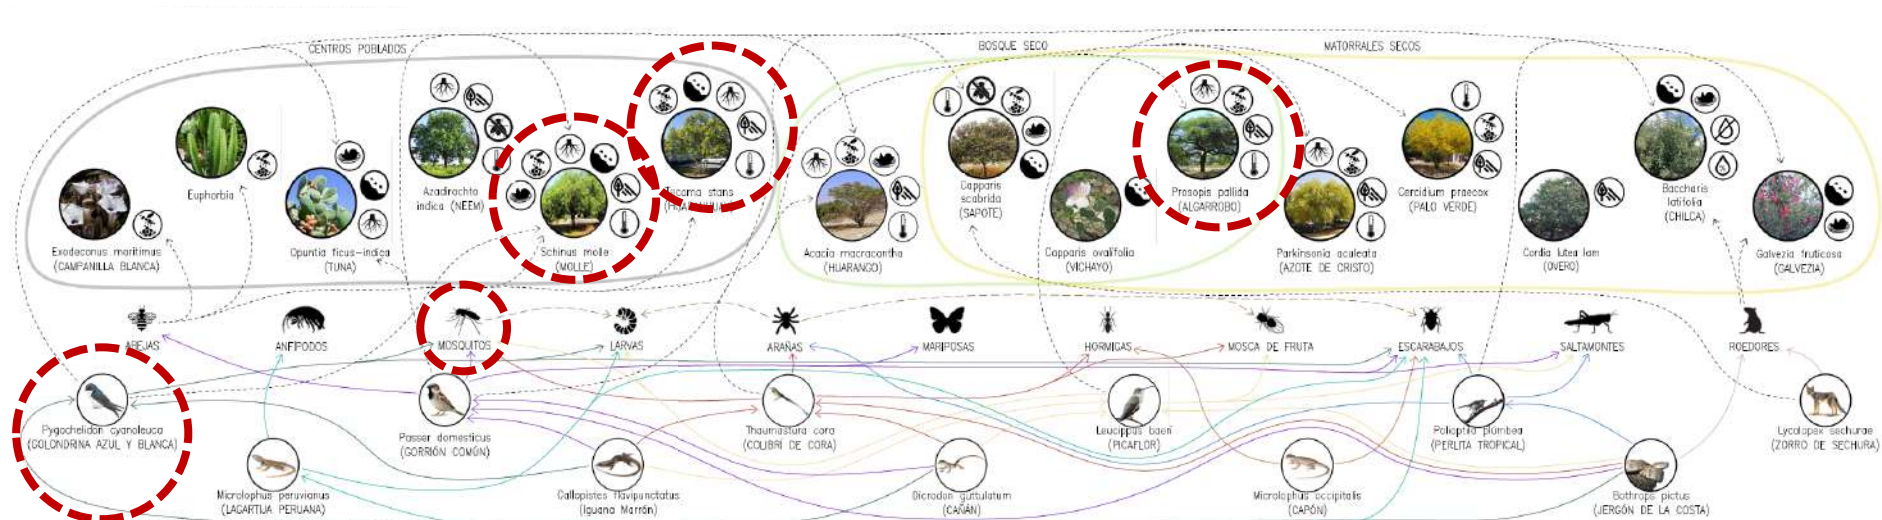 CENTROS POBLADOS
BOSQUE SECO
MATORRALES SECOS
Exodeconus maritimus
(CAMPANILLA BLANCA)
Euphorbia
Opuntia ficus-indica
(TUNA)
Azadirachta
indica (NEEM)
Schinus molle
(MOLLE)
Tecoma stans
Acacia macracantha
(HUARANGO)
Capparis
scabrida
(SAPOTE)
Capparis ovalifolia
(VICHAYO)
Prosopis pallida
(ALGARROBO)
Parkinsonia aculeata
(AZOTE DE CRISTO)
Cercidium praecox
(PALO VERDE)
Cordia lutea lam
(OVERO)
Baccharis
latifolia
(CHILCA)
Galvezia fruticosa
(GALVEZIA)
ABEJAS
ANFIPODOS
MOSQUITOS
LARVAS
ARAÑAS
MARIPOSAS
HORMIGAS
MOSCA DE FRUTA
ESCARABAJOS
SALTAMONTES
ROEDORES
Pygochelidon cyanoleuca
(GOLONDRINA AZUL Y BLANCA)
Passer domesticus
(GORRIÓN COMÚN)
Thaumastura cora
(COLIBRÍ DE CORA)
Leucippus baeri
(PICAFLOR)
Polioptila plumbea
(PERLITA TROPICAL)
Lycalopex sechurae
(ZORRO DE SECHURA)
Microlophus peruvianus
(LAGARTIJA PERUANA)
Callopistes flavipunctatus
(Iguana Marrón)
Dicrodon guttulatum
(CAÑÁN)
Microlophus occipitalis
(CAPÓN)
Bothrops pictus
(JERGÓN DE LA COSTA)